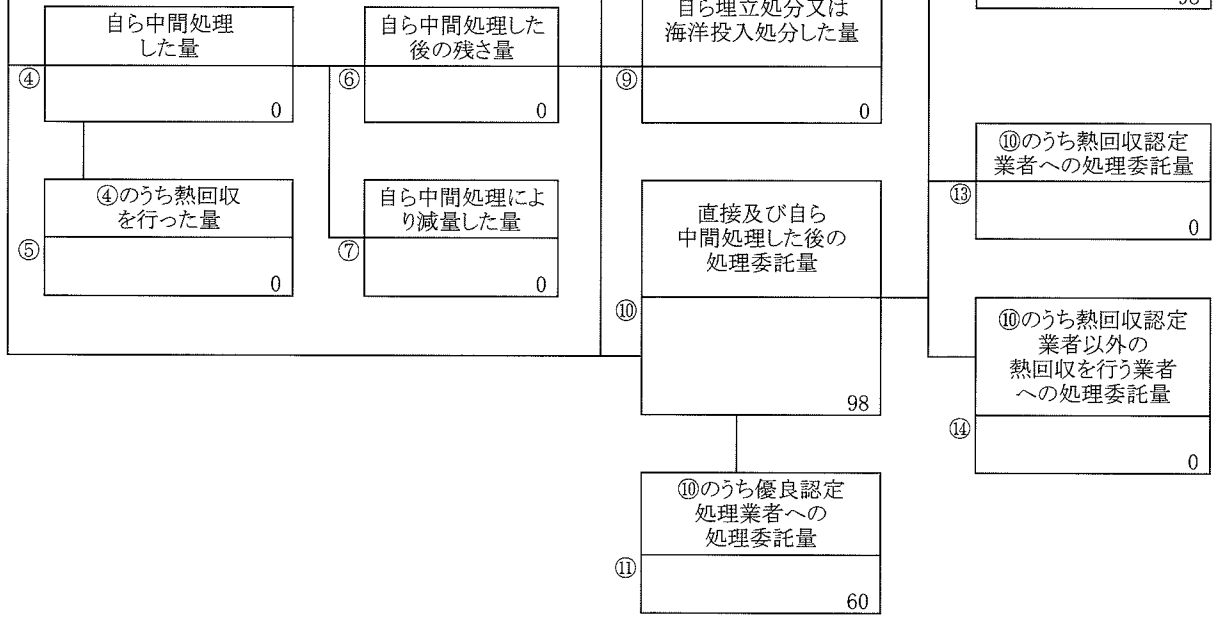 自ら中間処理
した量
④
0
④のうち熱回収
を行った量
⑤
0
自ら中間処理した
後の残さ量
⑥
0
自ら中間処理によ
り減量した量
⑦
0
自ら埋立処分又は
海洋投入処分した量
⑨
0
直接及び自ら
中間処理した後の
処理委託量
⑩
98
⑩のうち優良認定
処理業者への
処理委託量
⑪
60
⑩のうち熱回収認定
業者への処理委託量
⑬
0
⑩のうち熱回収認定
業者以外の
熱回収を行う業者
への処理委託量
⑭
0